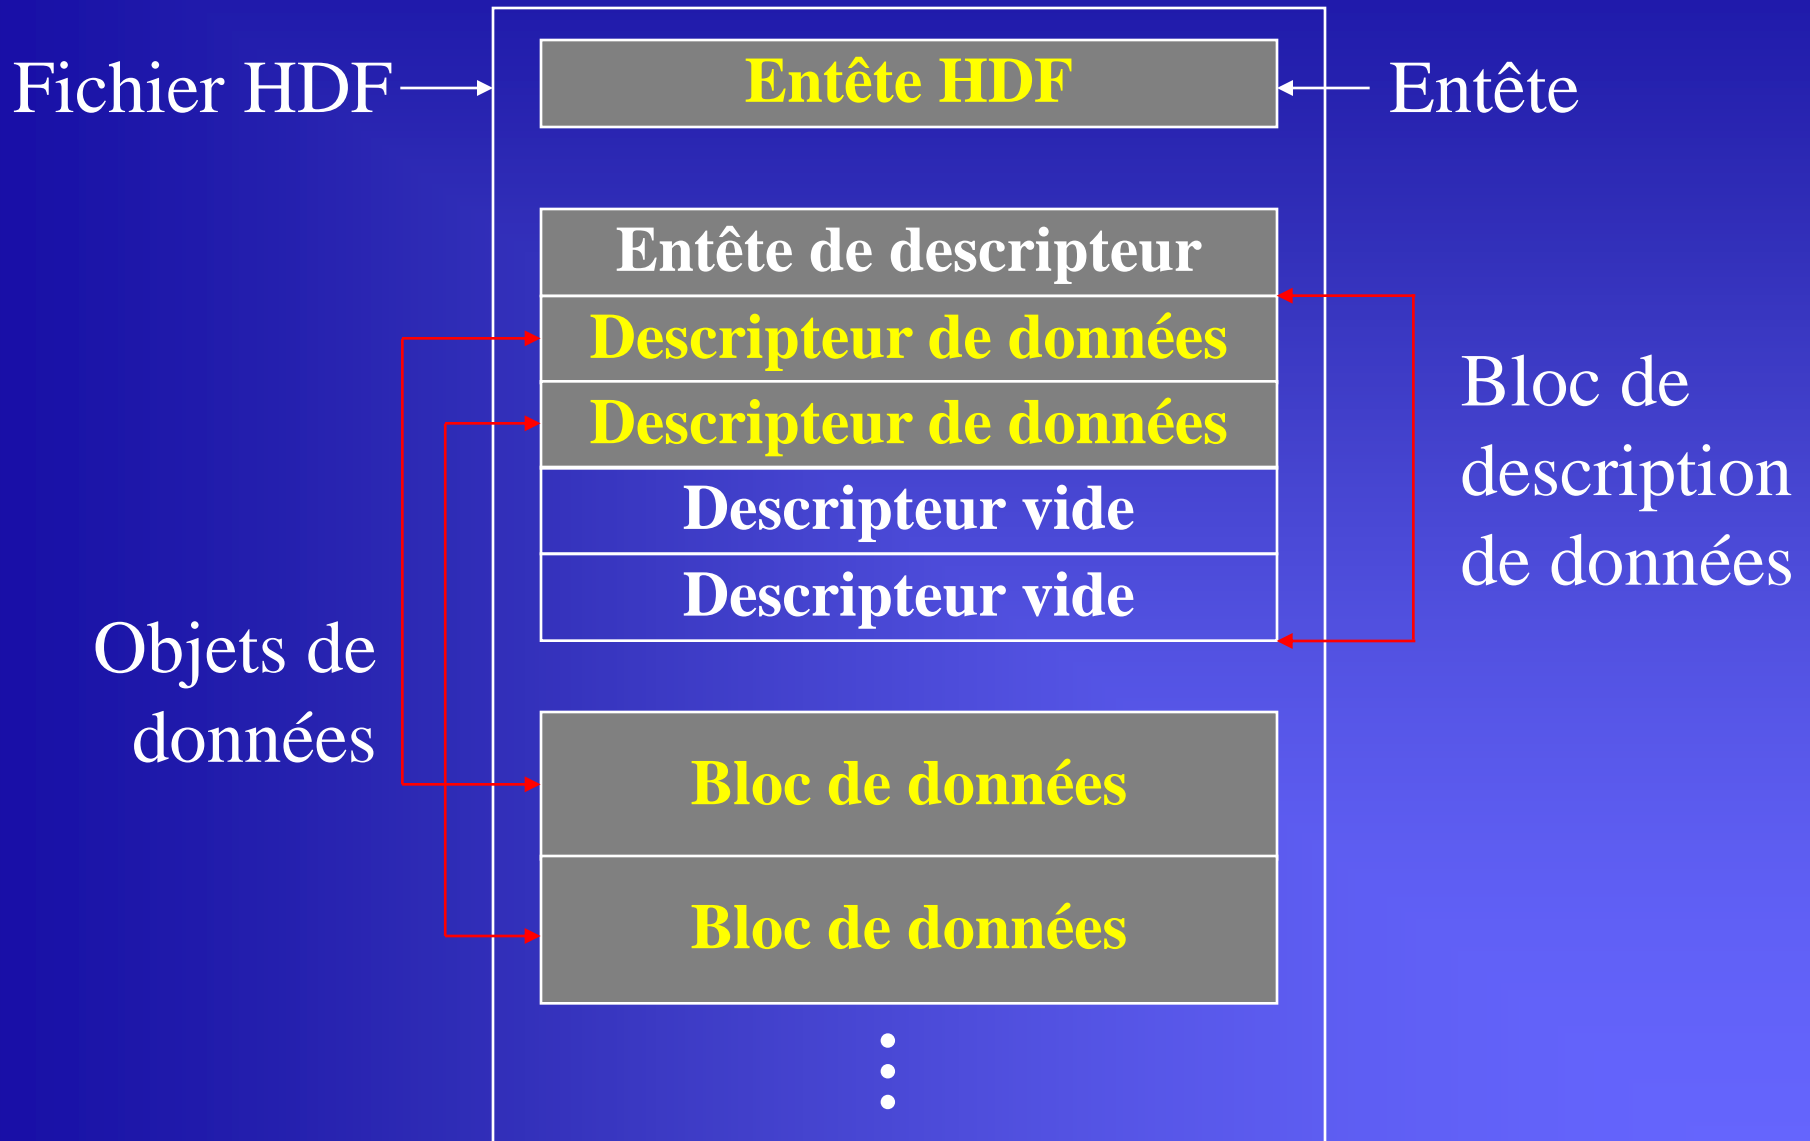 Fichier HDF
Entête HDF
Entête
Entête de descripteur
Descripteur de données
Descripteur de données
Descripteur vide
Descripteur vide
Bloc de
description
de données
Objets de
données
Bloc de données
Bloc de données